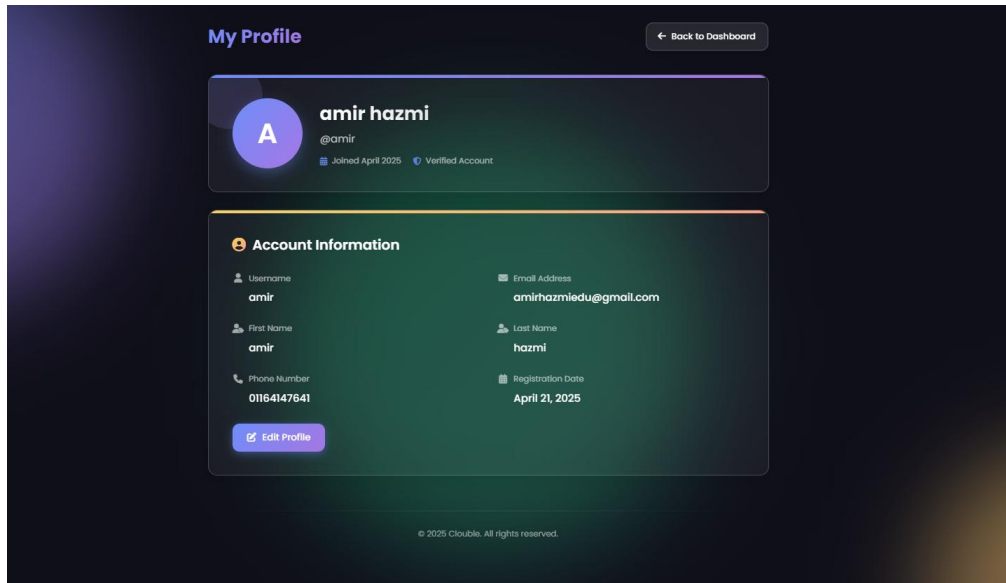 My Profile
Back to Dashboard
A
amir hazmi
@amir
Joined April 2025 Verified Account
Account Information
Username
amir
Email Address
amirhazmiedu@gmail.com
First Name
amir
Last Name
hazmi
Phone Number
01164147641
Registration Date
April 21, 2025
Edit Profile
© 2025 Clouble. All rights reserved.